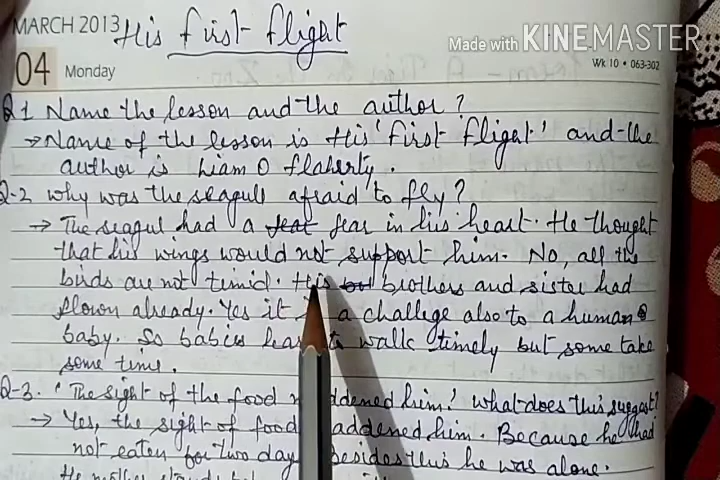 MARCH 2013
His first flight
Made with KINEMASTER
04 Monday
Wk 10 • 063-302
Q1 Name the lesson and the author?
→ Name of the lesson is His 'first flight' and the
author is Liam O flaherty.
Q-2 why was the seagull afraid to fly?
→ The seagul had a feat fear in his heart. He thought
that his wings would not support him. No, all the
birds are not timid. His brothers and sister had
flown already. Yes it a challege also to a human
baby. So babies walk timely but some take
some time.
Q-3. 'The sight of the food him! What does this suggest?
→ Yes, the sight of food him. Because he had
not eaten for two day Besides this he was alone.